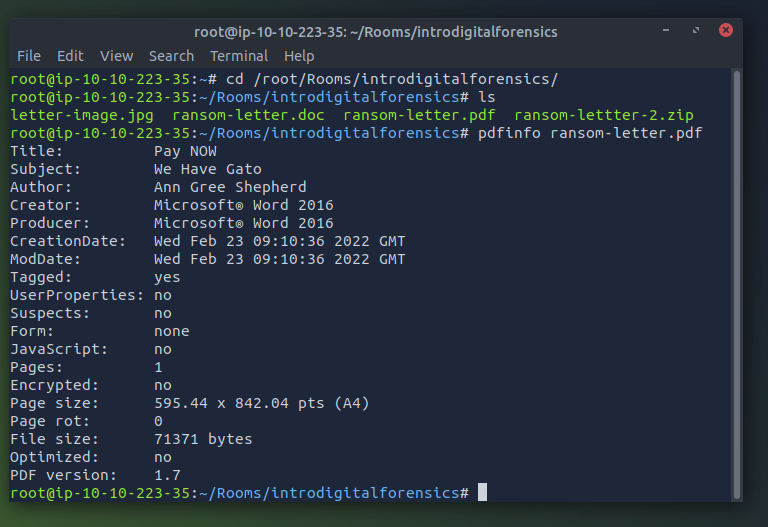 root@ip-10-10-223-35: ~/Rooms/introdigitalforensics
File Edit View Search Terminal Help
root@ip-10-10-223-35:~# cd /root/Rooms/introdigitalforensics/
root@ip-10-10-223-35:~/Rooms/introdigitalforensics# ls
letter-image.jpg ransom-letter.doc ransom-letter.pdf ransom-lettter-2.zip
root@ip-10-10-223-35:~/Rooms/introdigitalforensics# pdfinfo ransom-letter.pdf
Title: Pay NOW
Subject: We Have Gato
Author: Ann Gree Shepherd
Creator: Microsoft® Word 2016
Producer: Microsoft® Word 2016
CreationDate: Wed Feb 23 09:10:36 2022 GMT
ModDate: Wed Feb 23 09:10:36 2022 GMT
Tagged: yes
UserProperties: no
Suspects: no
Form: none
JavaScript: no
Pages: 1
Encrypted: no
Page size: 595.44 x 842.04 pts (A4)
Page rot: 0
File size: 71371 bytes
Optimized: no
PDF version: 1.7
root@ip-10-10-223-35:~/Rooms/introdigitalforensics#